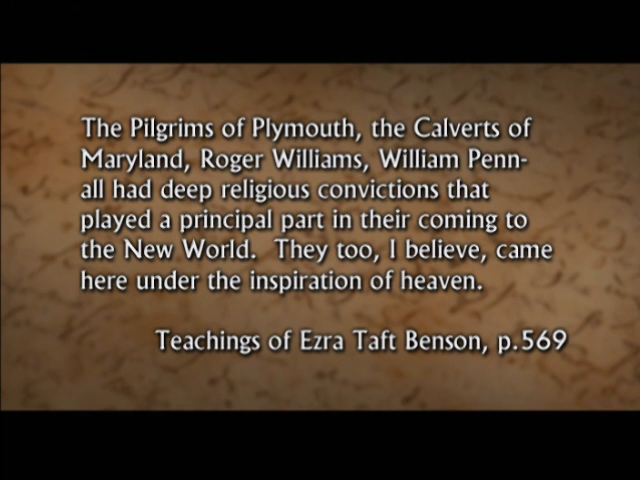 The Pilgrims of Plymouth, the Calverts of
Maryland, Roger Williams, William Penn-
all had deep religious convictions that
played a principal part in their coming to
the New World.  They too, I believe, came
here under the inspiration of heaven.
Teachings of Ezra Taft Benson, p.569